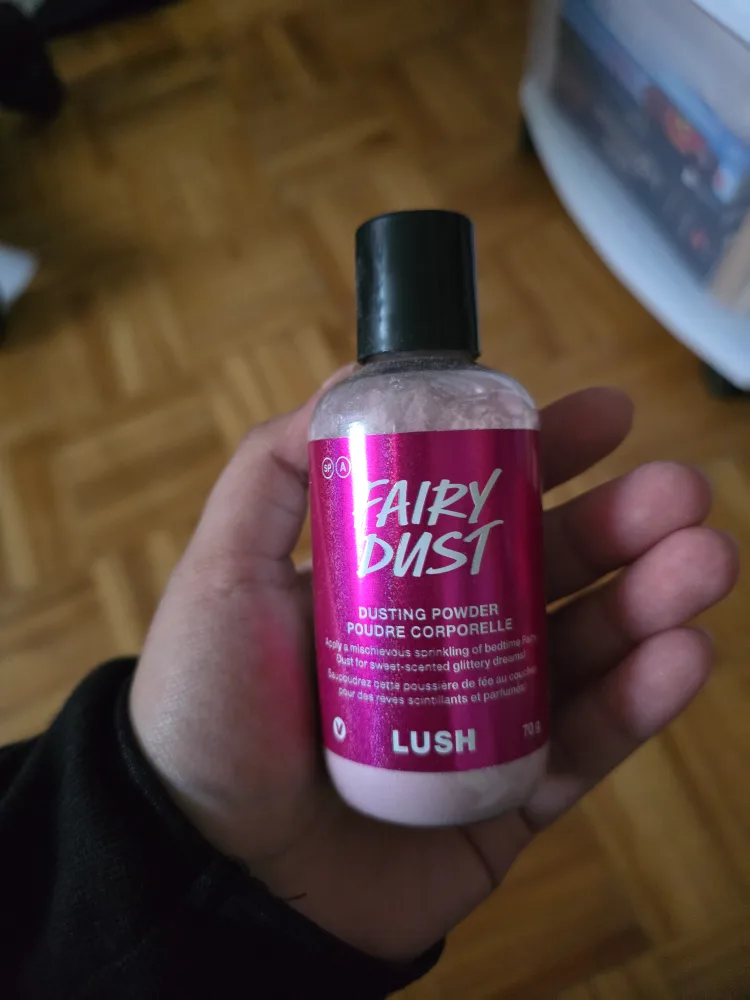 SP A
FAIRY
DUST
DUSTING POWDER
POUDRE CORPORELLE
Apply a mischievous sprinkling of bedtime Fairy
Dust for sweet-scented glittery dreams!
Saupoudrez cette poussière de fée au coucher
pour des rêves scintillants et parfumés!
V LUSH 70 g